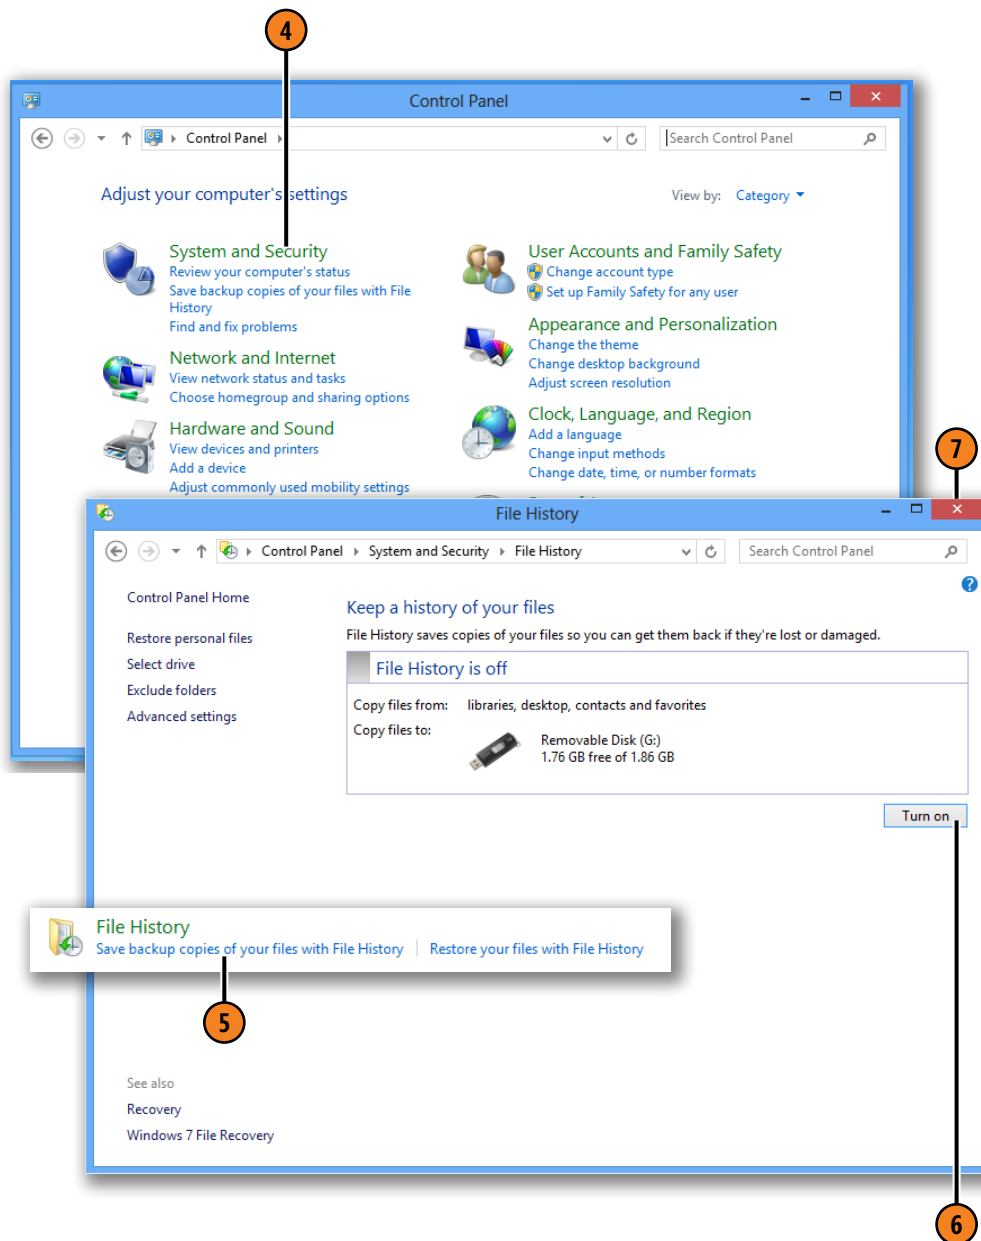 4
Control Panel
Control Panel
Search Control Panel
Adjust your computer's settings
View by: Category
System and Security
Review your computer's status
Save backup copies of your files with File
History
Find and fix problems
Network and Internet
View network status and tasks
Choose homegroup and sharing options
Hardware and Sound
View devices and printers
Add a device
Adjust commonly used mobility settings
User Accounts and Family Safety
Change account type
Set up Family Safety for any user
Appearance and Personalization
Change the theme
Change desktop background
Adjust screen resolution
Clock, Language, and Region
Add a language
Change input methods
Change date, time, or number formats
7
File History
Control Panel System and Security File History
Search Control Panel
Control Panel Home
Restore personal files
Select drive
Exclude folders
Advanced settings
Keep a history of your files
File History saves copies of your files so you can get them back if they're lost or damaged.
File History is off
Copy files from: libraries, desktop, contacts and favorites
Copy files to:
Removable Disk (G:)
1.76 GB free of 1.86 GB
Turn on
File History
Save backup copies of your files with File History
Restore your files with File History
5
See also
Recovery
Windows 7 File Recovery
6